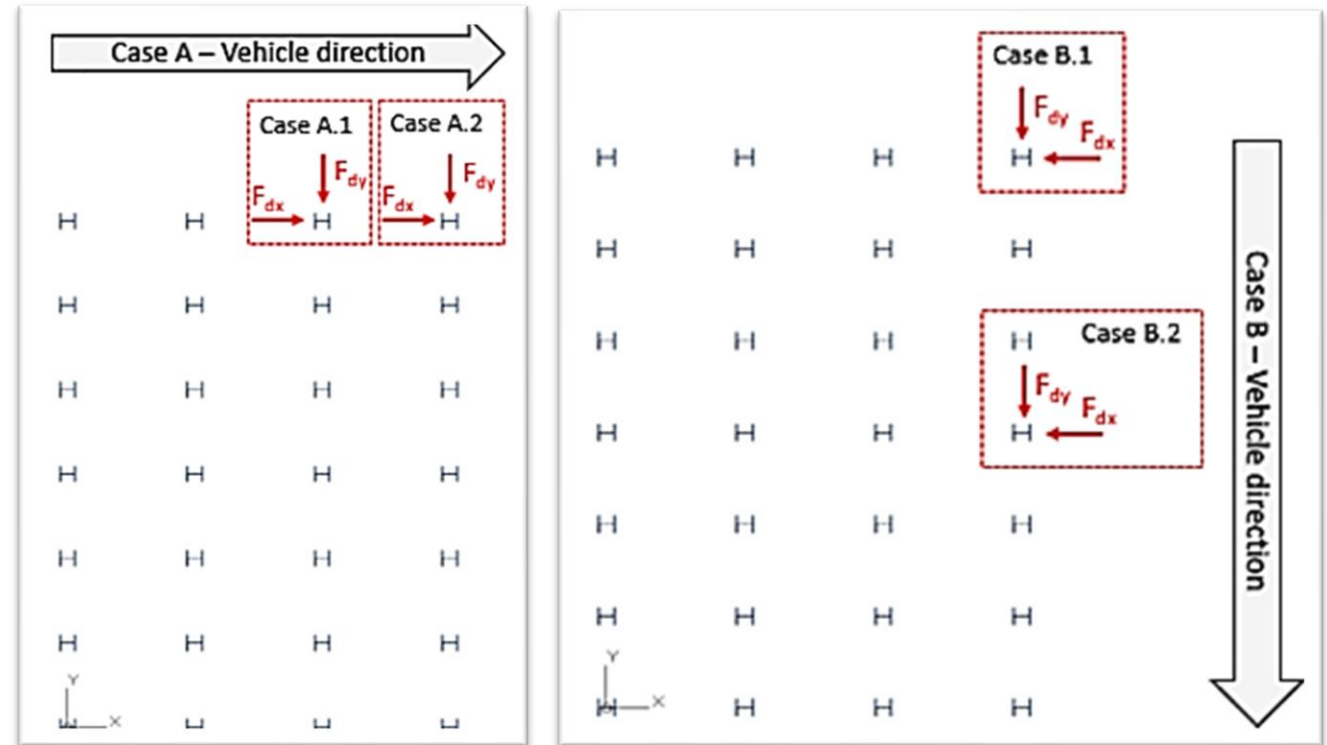 Case A – Vehicle direction
Case A.1
Case A.2
Fdy
Fdy
Fdx
Fdx
Y
X
Case B.1
Fdy
Fdx
Case B.2
Fdy
Fdx
Case B – Vehicle direction
Y
X